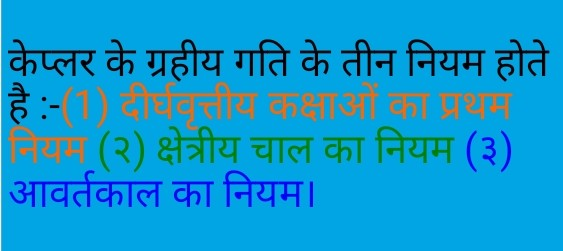 केप्लर के ग्रहीय गति के तीन नियम होते
है :-(1) दीर्घवृत्तीय कक्षाओं का प्रथम
नियम (२) क्षेत्रीय चाल का नियम (३)
आवर्तकाल का नियम।